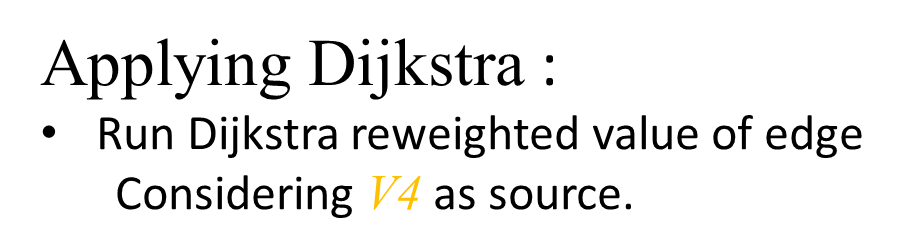 Applying Dijkstra :
• Run Dijkstra reweighted value of edge
Considering V4 as source.